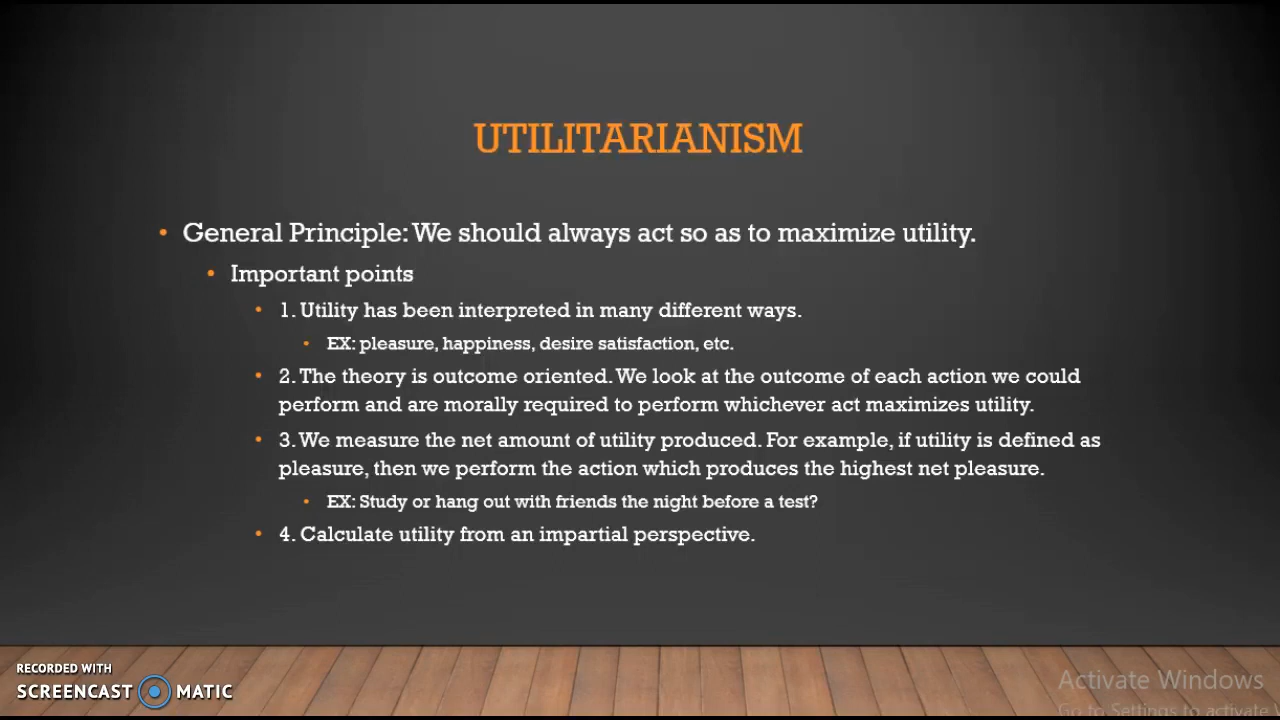 UTILITARIANISM
• General Principle: We should always act so as to maximize utility.
• Important points
• 1. Utility has been interpreted in many different ways.
• EX: pleasure, happiness, desire satisfaction, etc.
• 2. The theory is outcome oriented. We look at the outcome of each action we could
perform and are morally required to perform whichever act maximizes utility.
• 3. We measure the net amount of utility produced. For example, if utility is defined as
pleasure, then we perform the action which produces the highest net pleasure.
• EX: Study or hang out with friends the night before a test?
• 4. Calculate utility from an impartial perspective.
RECORDED WITH
SCREENCAST MATIC
Activate Windows
Go to Settings to activate